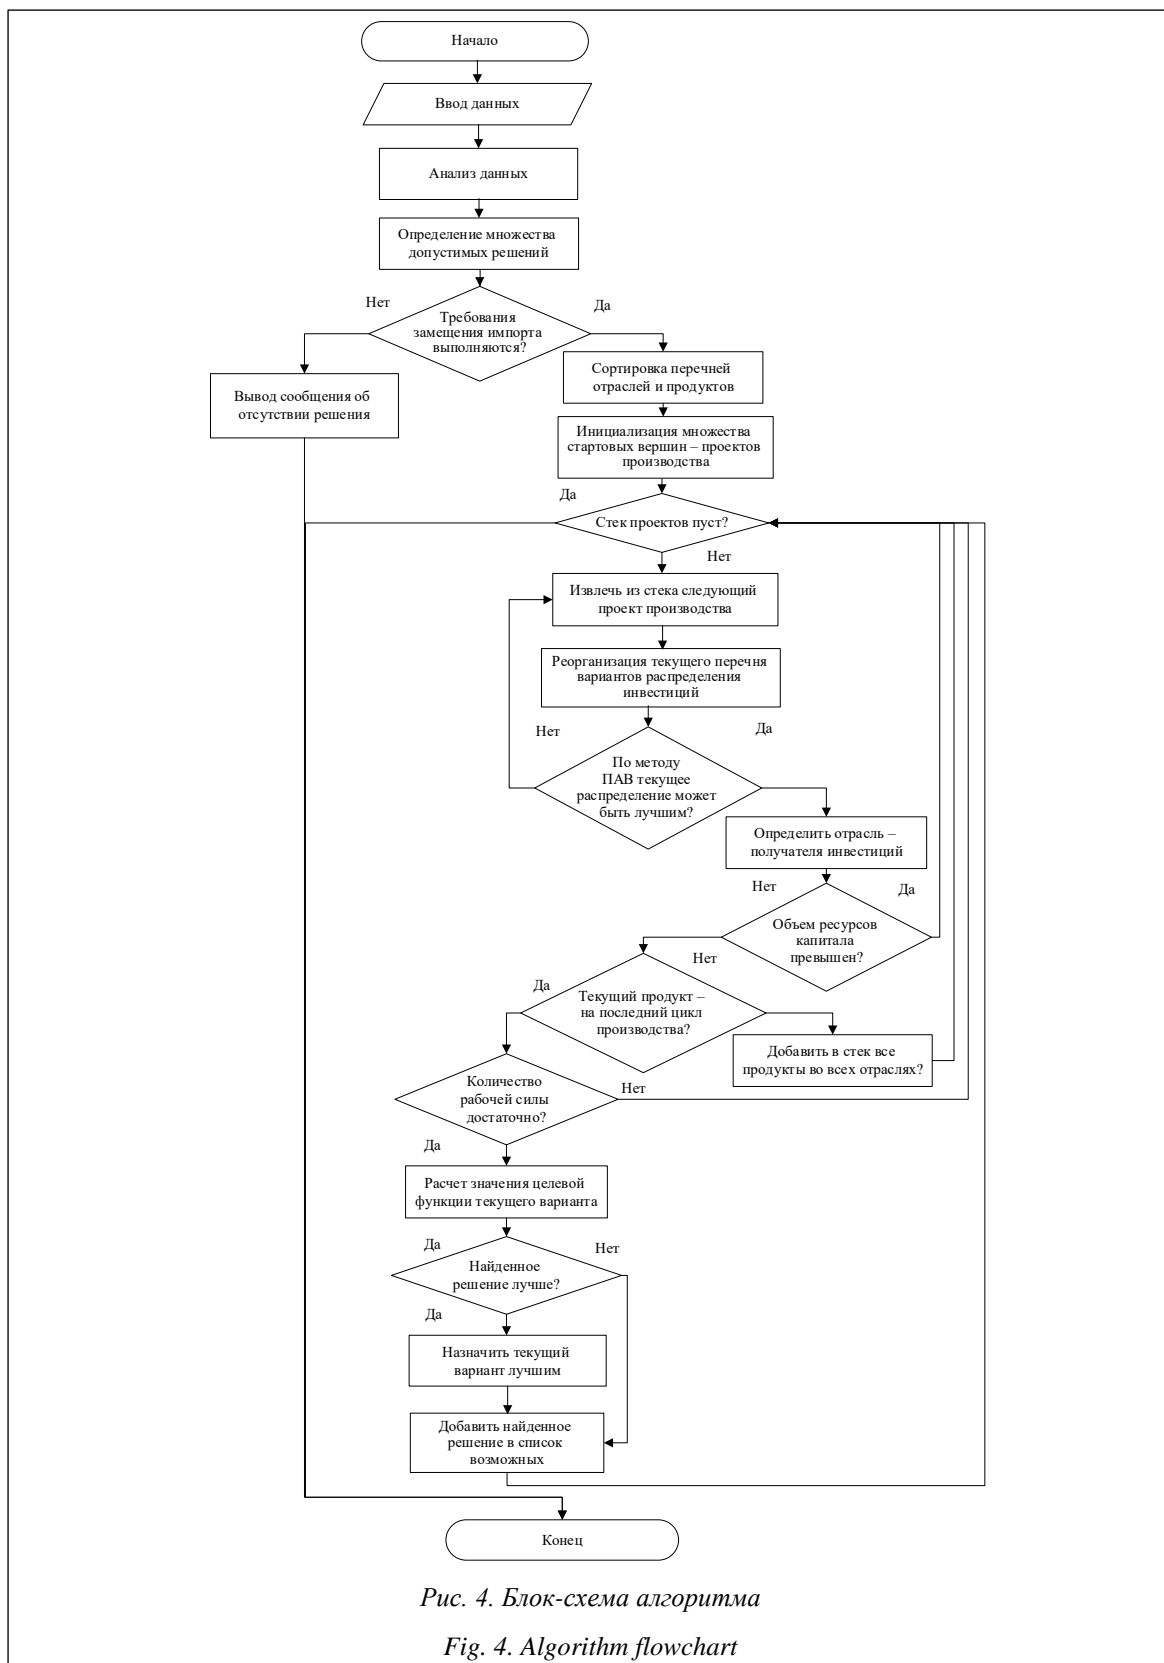 Начало
Ввод данных
Анализ данных
Определение множества
допустимых решений
Нет
Да
Требования
замещения импорта
выполняются?
Вывод сообщения об
отсутствии решения
Сортировка перечней
отраслей и продуктов
Инициализация множества
стартовых вершин – проектов
производства
Да
Стек проектов пуст?
Нет
Извлечь из стека следующий
проект производства
Реорганизация текущего перечня
вариантов распределения
инвестиций
Нет
Да
По методу
ПАВ текущее
распределение может
быть лучшим?
Определить отрасль –
получателя инвестиций
Нет
Да
Объем ресурсов
капитала
превышен?
Нет
Да
Текущий продукт –
на последний цикл
производства?
Добавить в стек все
продукты во всех отраслях?
Количество
рабочей силы
достаточно?
Нет
Да
Расчет значения целевой
функции текущего варианта
Да
Нет
Найденное
решение лучше?
Да
Назначить текущий
вариант лучшим
Добавить найденное
решение в список
возможных
Конец
Рис. 4. Блок-схема алгоритма
Fig. 4. Algorithm flowchart